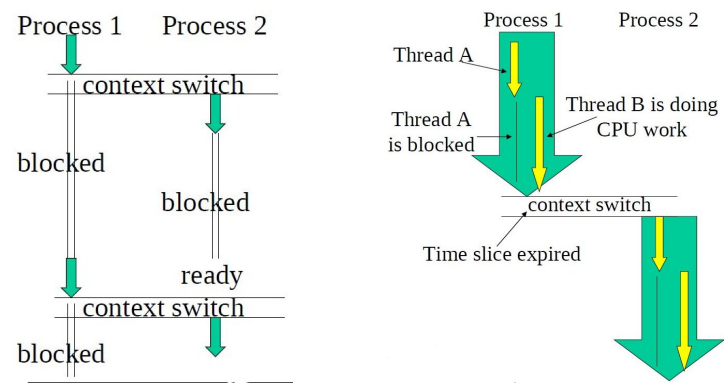 Process 1
Process 2
context switch
blocked
blocked
ready
context switch
blocked
Process 1
Process 2
Thread A
Thread A
is blocked
Thread B is doing
CPU work
context switch
Time slice expired